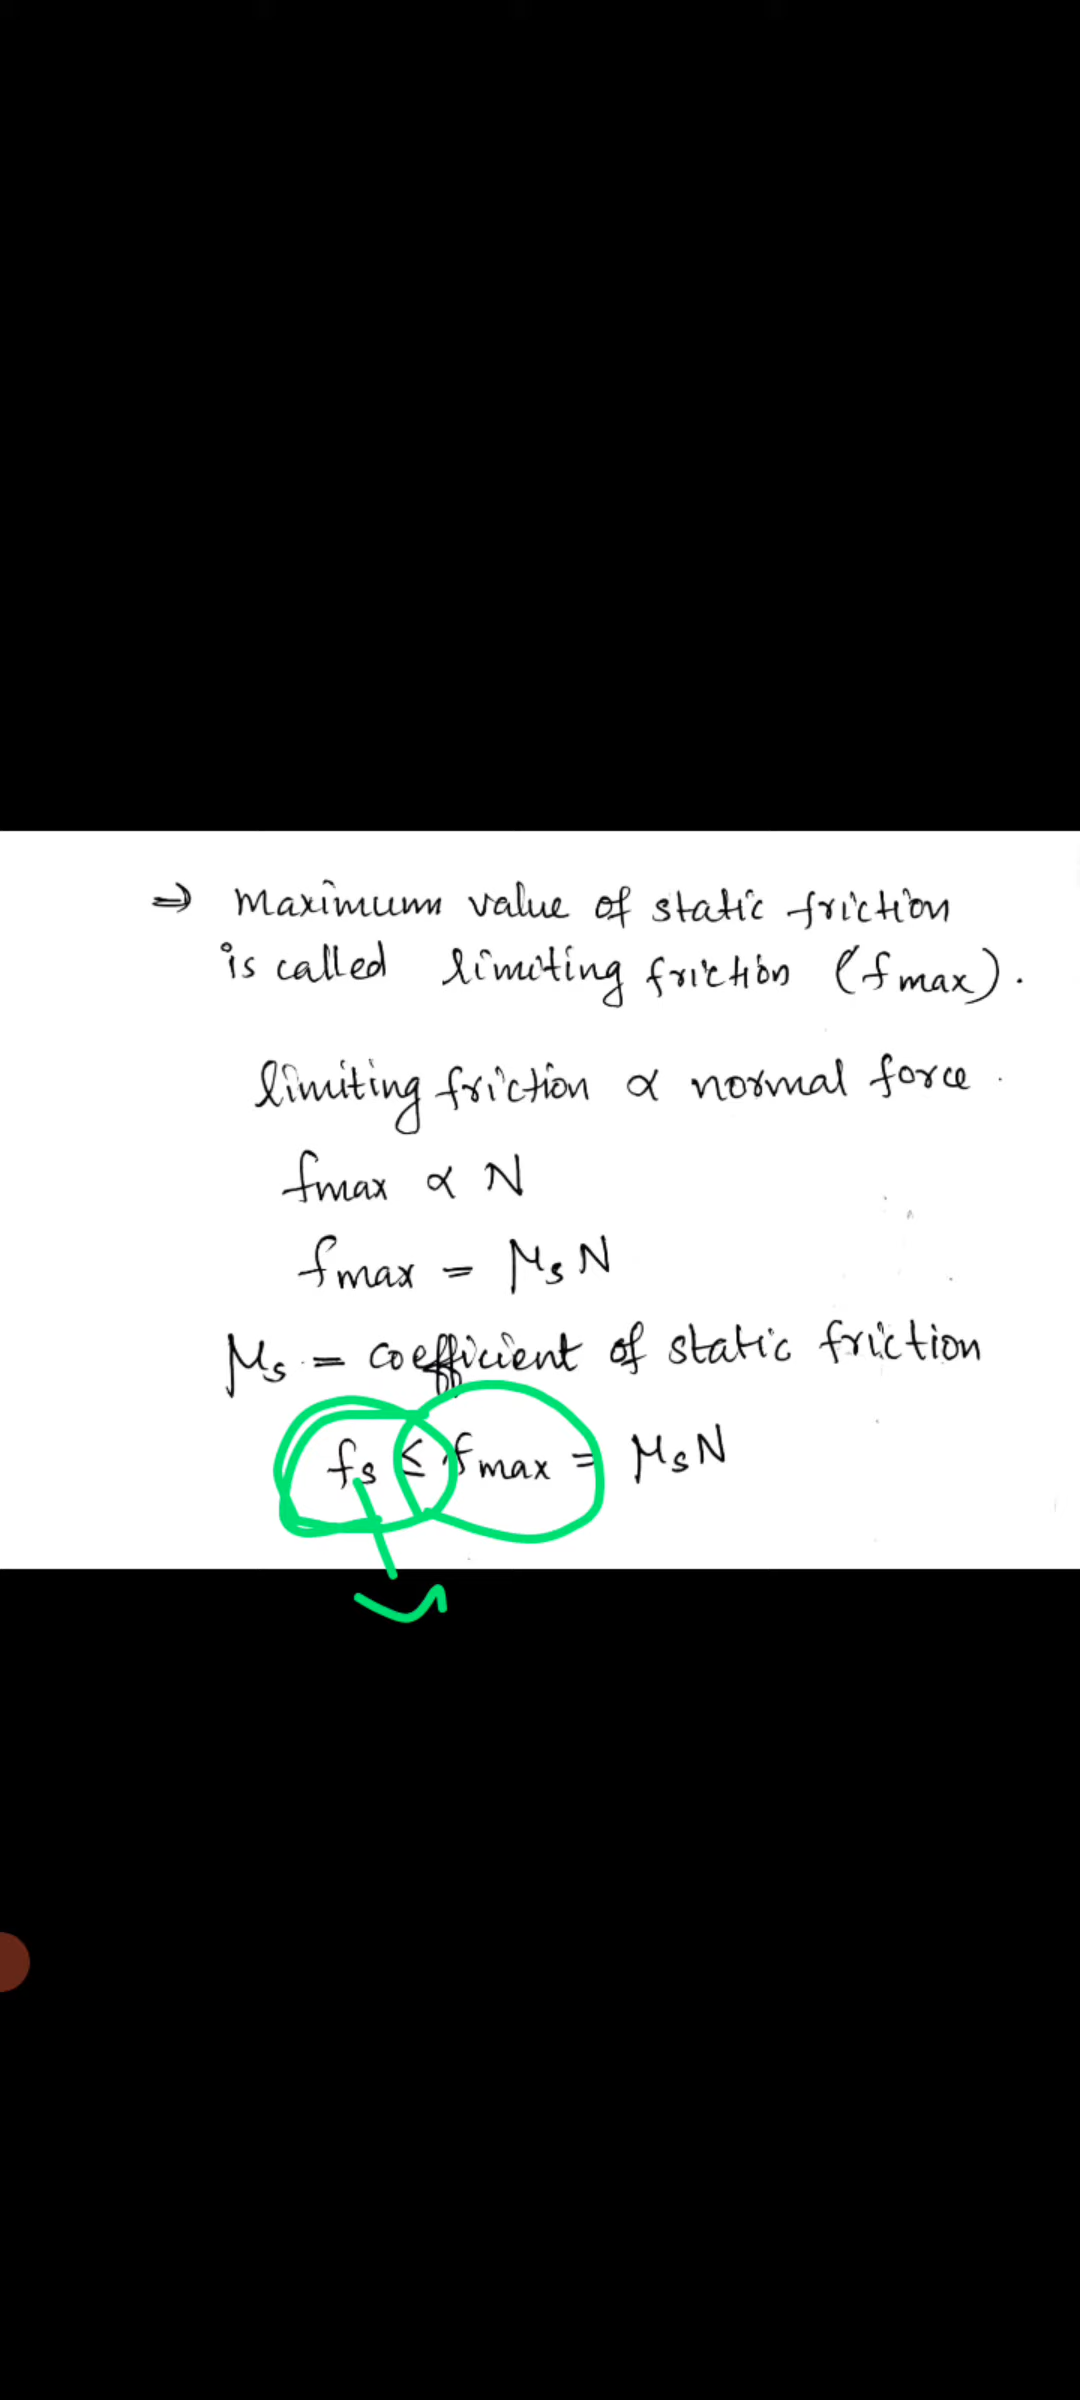 ⇒ Maximum value of static friction
is called limiting friction (fmax).
limiting friction ∝ normal force.
fmax ∝ N
fmax = μs N
μs = coefficient of static friction
fs ≤ fmax = μsN